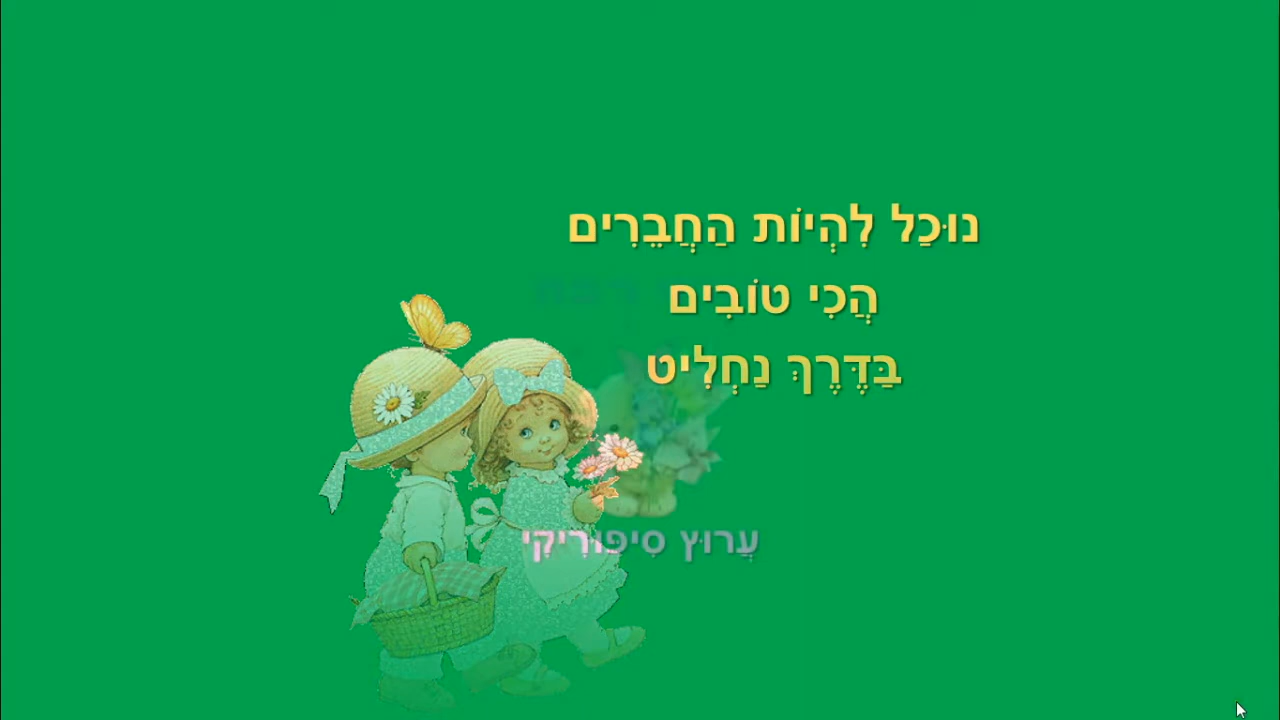 נוּכַּל לִהְיוֹת הַחֲבֵרִים
הֲכִי טוֹבִים
בַּדֶּרֶךְ נַחְלִיט
עֲרוּץ סִיפּוּרִיקִי